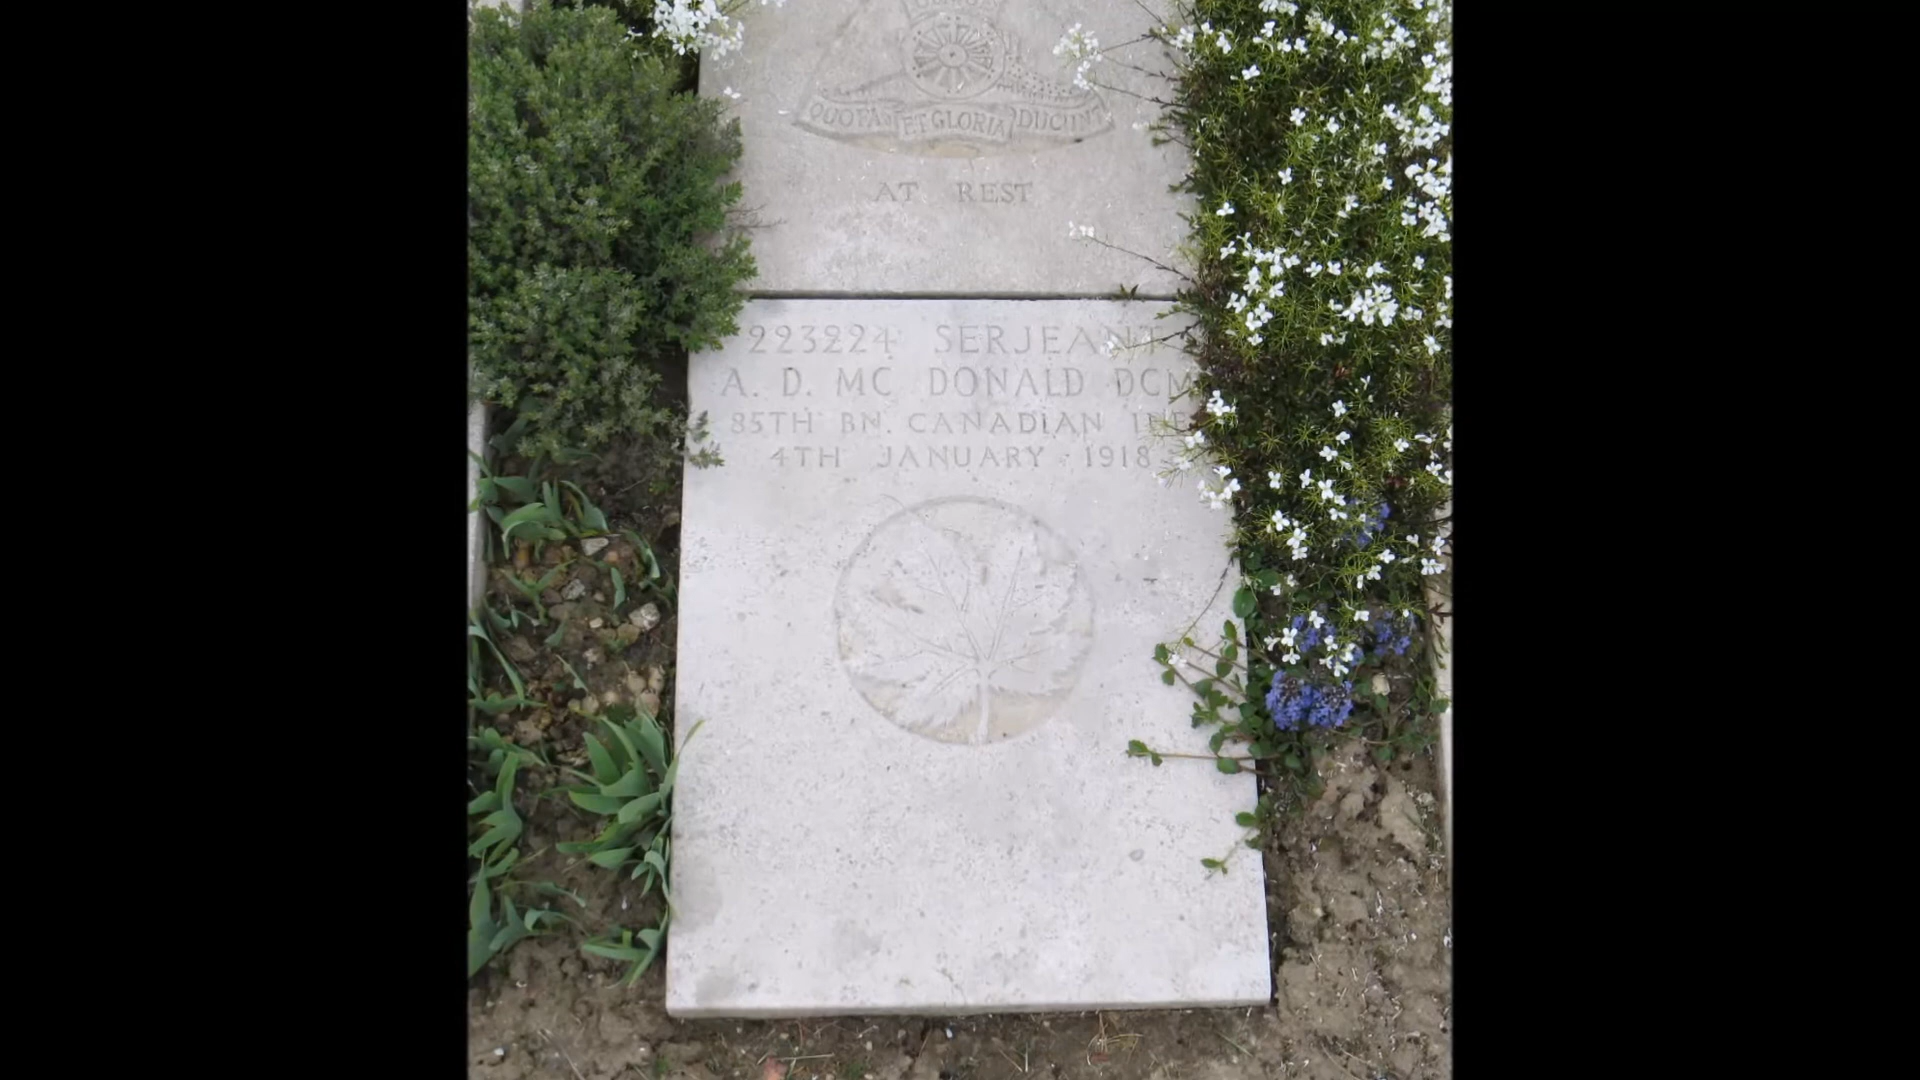 QUO FAS ET GLORIA DUCUNT
AT REST
223224 SERJEANT
A. D. MC DONALD DCM
85TH BN. CANADIAN INF.
4TH JANUARY 1918